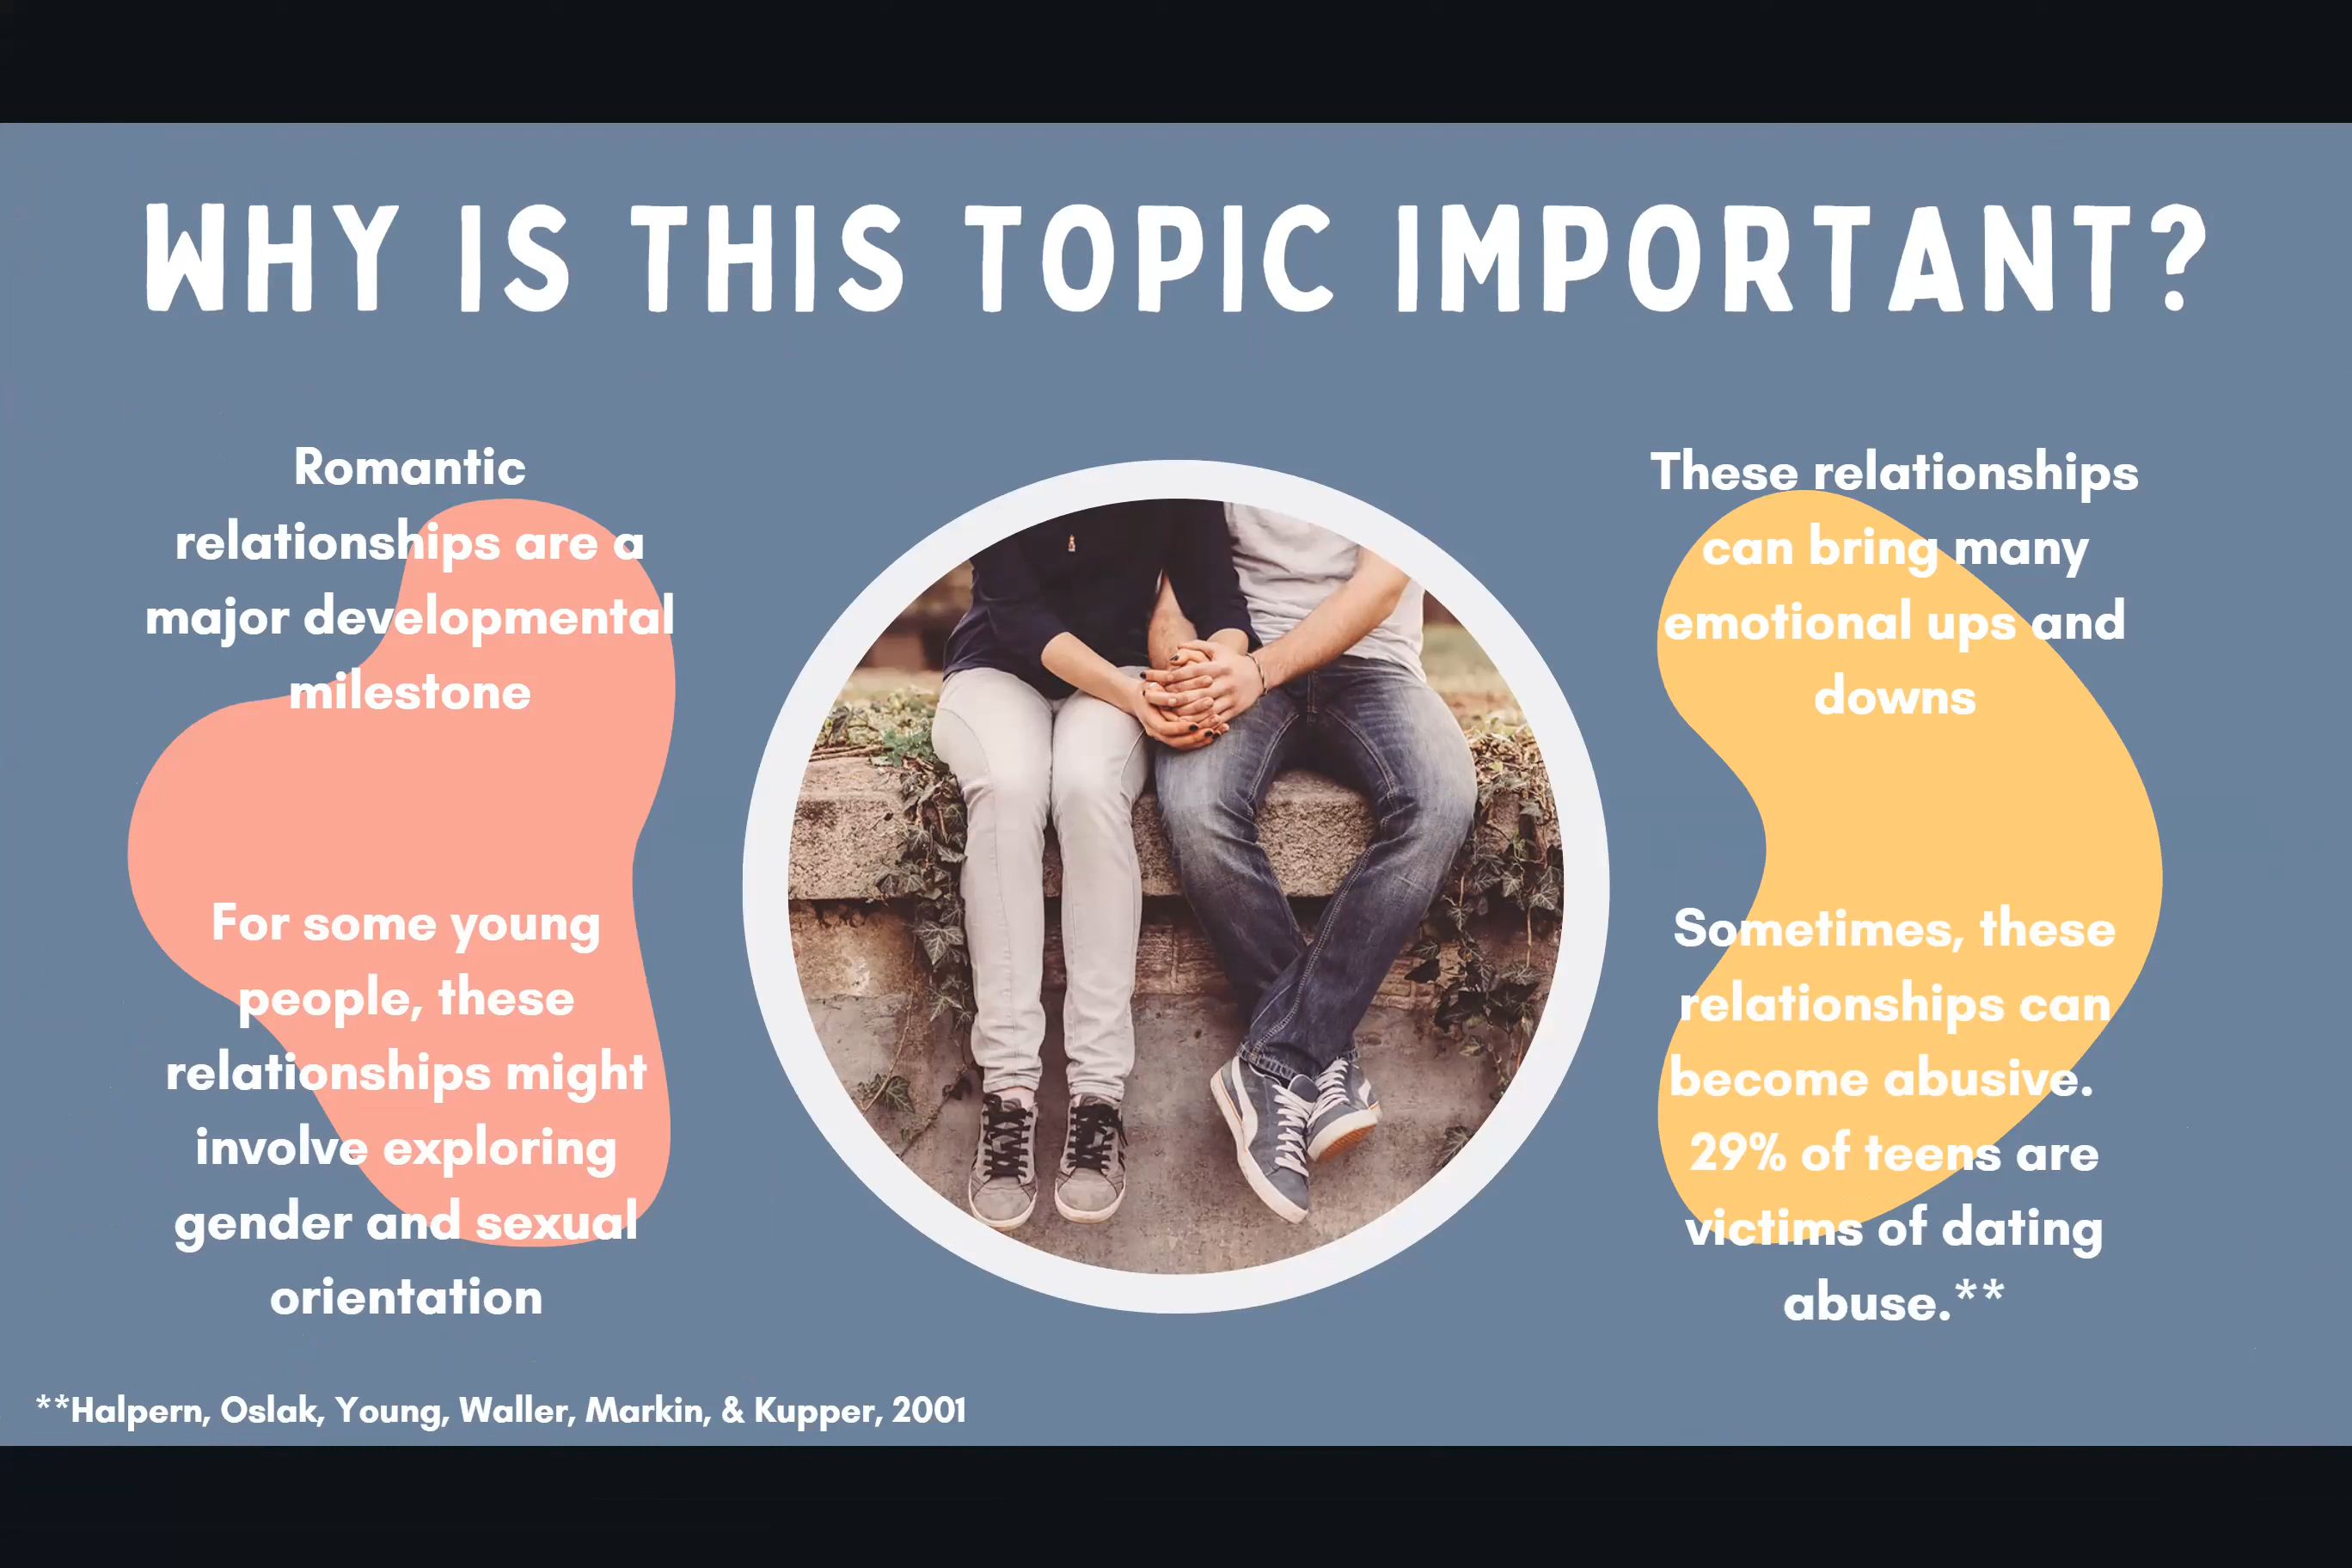 WHY IS THIS TOPIC IMPORTANT?
Romantic
relationships are a
major developmental
milestone
For some young
people, these
relationships might
involve exploring
gender and sexual
orientation
These relationships
can bring many
emotional ups and
downs
Sometimes, these
relationships can
become abusive.
29% of teens are
victims of dating
abuse.**
**Halpern, Oslak, Young, Waller, Markin, & Kupper, 2001